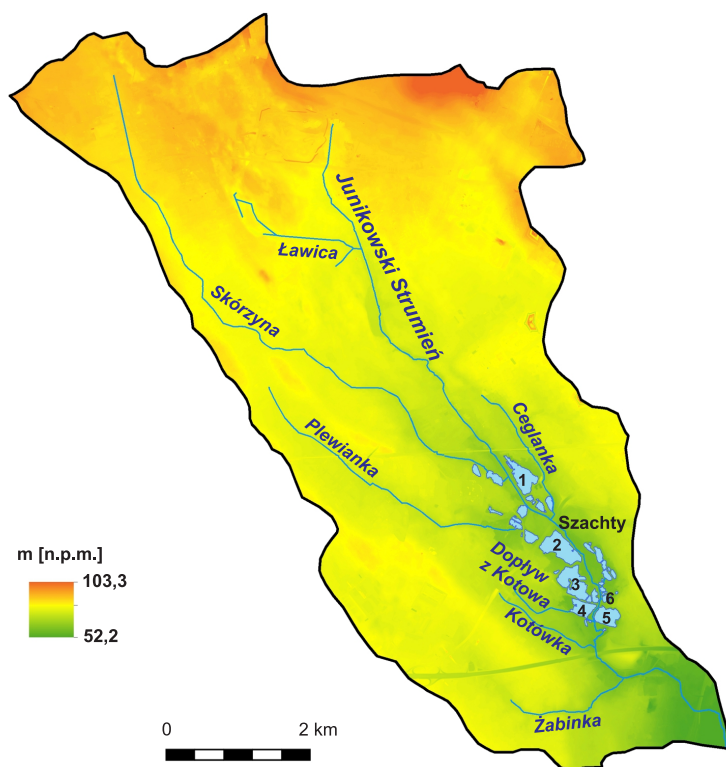 Junikowski Strumień
Ławica
Skórzyna
Ceglanka
Plewianka
1
Szachty
2
Dopływ
z Kotowa
3
6
4
5
Kotówka
Żabinka
m [n.p.m.]
103,3
52,2
0
2 km